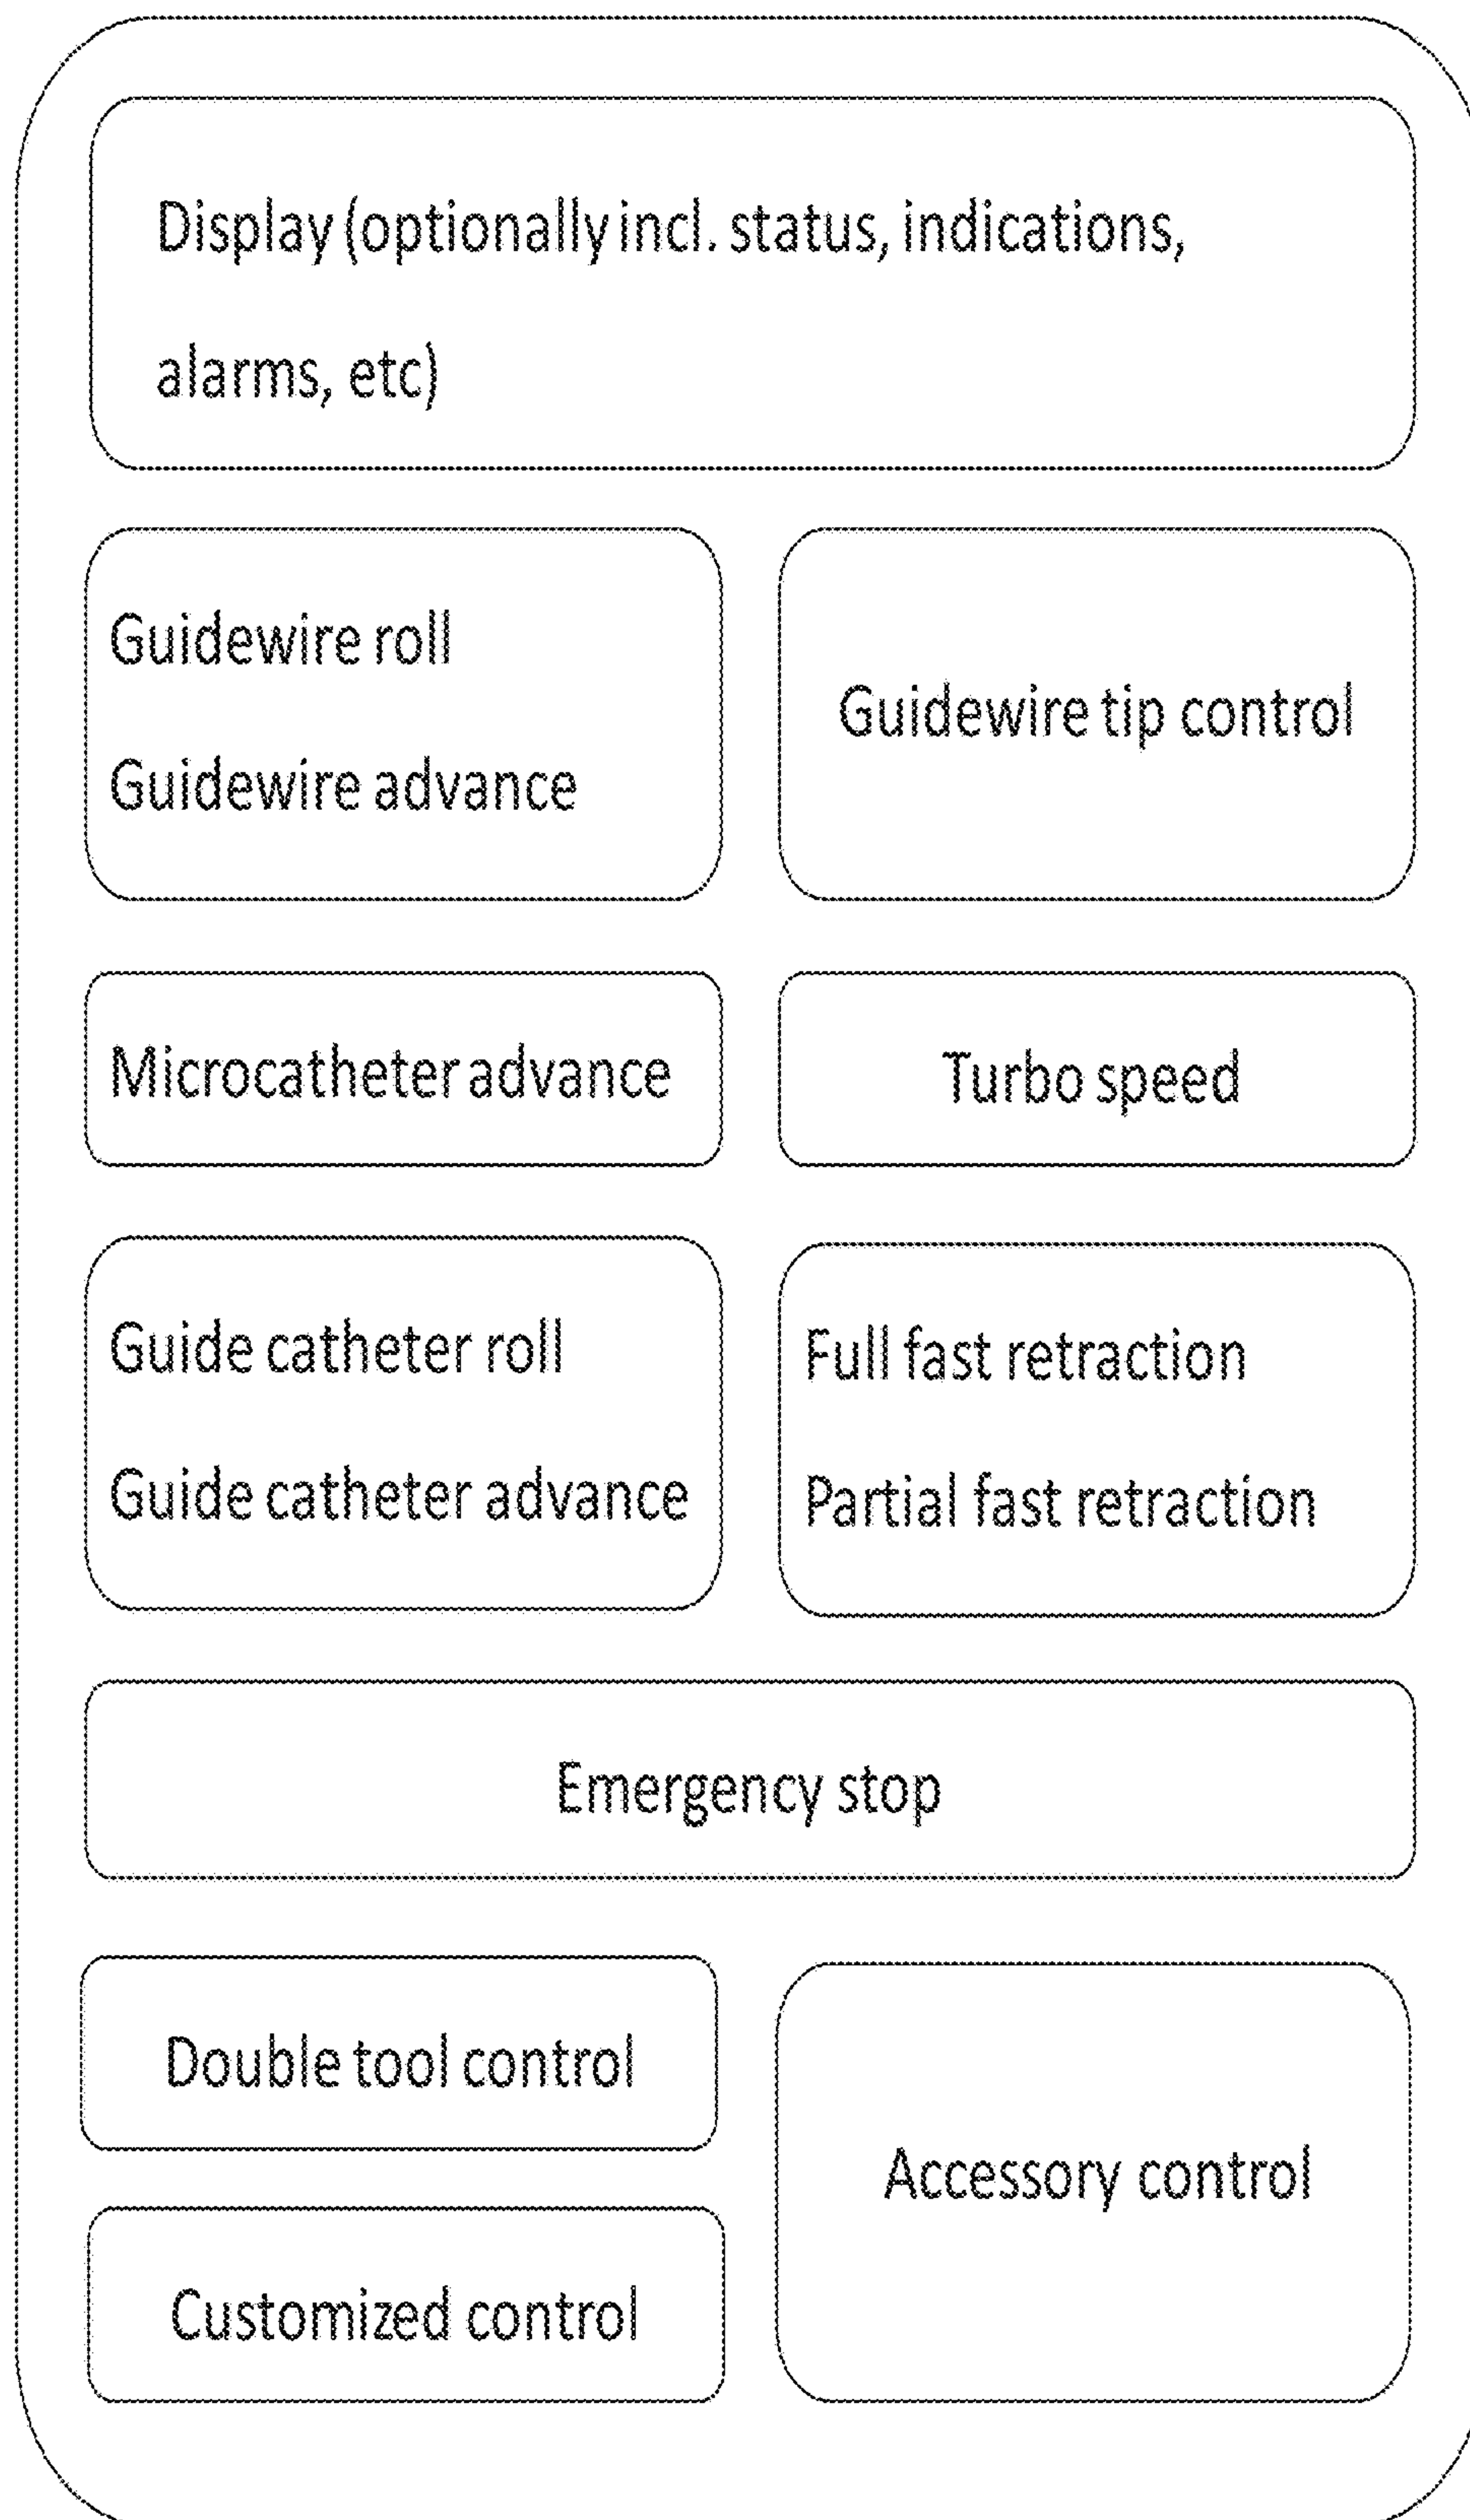 Display (optionally incl. status, indications,
alarms, etc)
Guidewire roll
Guidewire advance
Guidewire tip control
Microcatheter advance
Turbo speed
Guide catheter roll
Guide catheter advance
Full fast retraction
Partial fast retraction
Emergency stop
Double tool control
Customized control
Accessory control